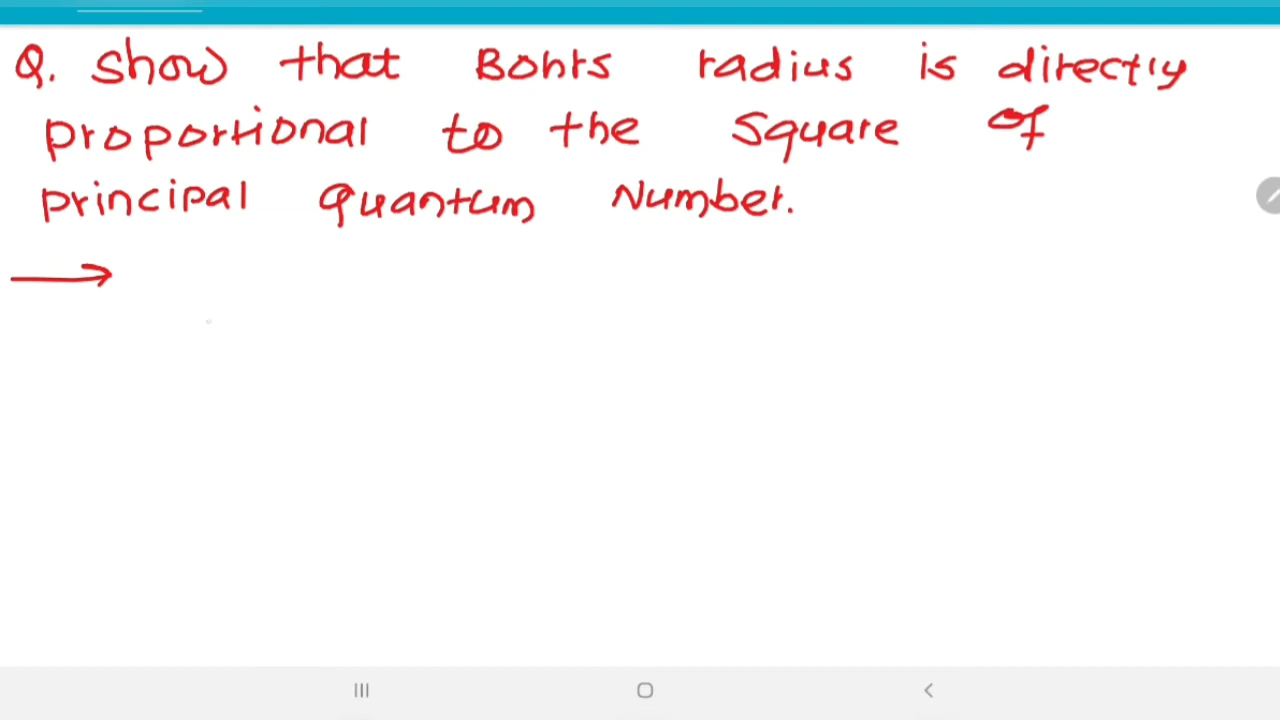 Q. Show that Bohrs radius is directly
proportional to the Square of
principal Quantum Number.